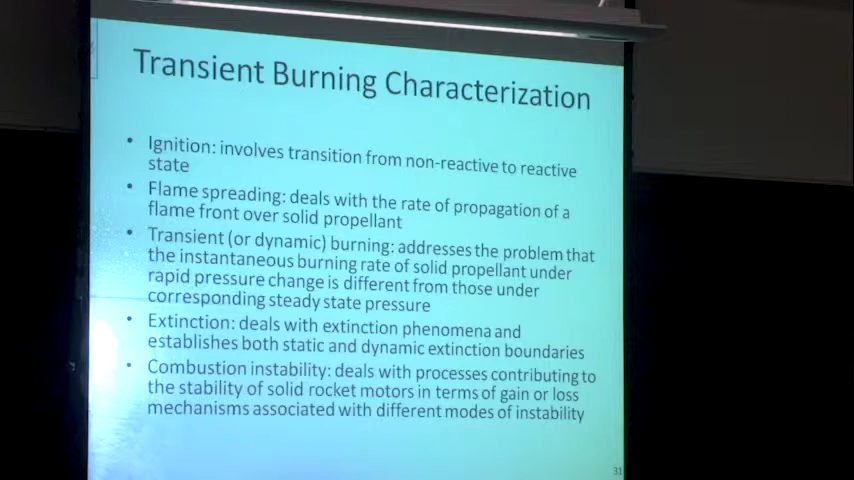 Transient Burning Characterization
• Ignition: involves transition from non-reactive to reactive
state
• Flame spreading: deals with the rate of propagation of a
flame front over solid propellant
• Transient (or dynamic) burning: addresses the problem that
the instantaneous burning rate of solid propellant under
rapid pressure change is different from those under
corresponding steady state pressure
• Extinction: deals with extinction phenomena and
establishes both static and dynamic extinction boundaries
• Combustion instability: deals with processes contributing to
the stability of solid rocket motors in terms of gain or loss
mechanisms associated with different modes of instability
31